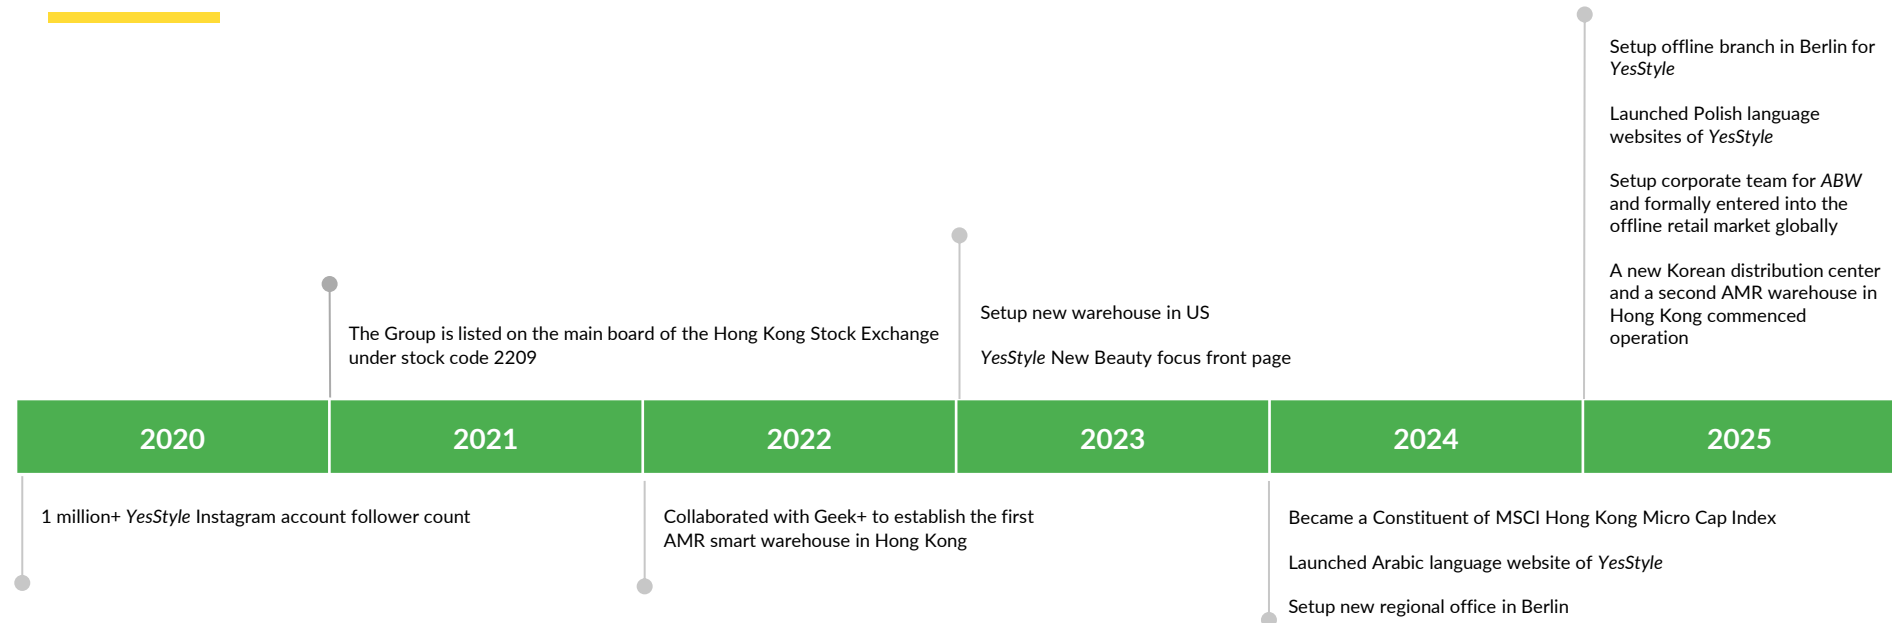 Setup offline branch in Berlin for
YesStyle
Launched Polish language
websites of YesStyle
Setup corporate team for ABW
and formally entered into the
offline retail market globally
A new Korean distribution center
and a second AMR warehouse in
Hong Kong commenced
operation
Setup new warehouse in US
YesStyle New Beauty focus front page
The Group is listed on the main board of the Hong Kong Stock Exchange
under stock code 2209
2020
2021
2022
2023
2024
2025
1 million+ YesStyle Instagram account follower count
Collaborated with Geek+ to establish the first
AMR smart warehouse in Hong Kong
Became a Constituent of MSCI Hong Kong Micro Cap Index
Launched Arabic language website of YesStyle
Setup new regional office in Berlin